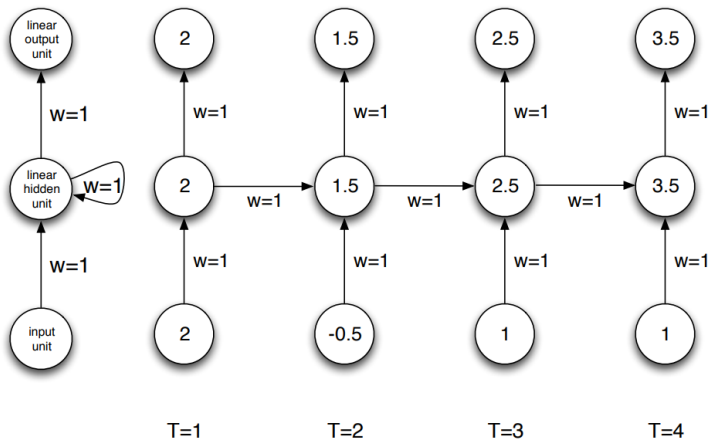 linear
output
unit
2
1.5
2.5
3.5
w=1
w=1
w=1
w=1
w=1
linear
hidden
unit
w=1
2
1.5
2.5
3.5
w=1
w=1
w=1
w=1
w=1
w=1
w=1
w=1
input
unit
2
-0.5
1
1
T=1
T=2
T=3
T=4